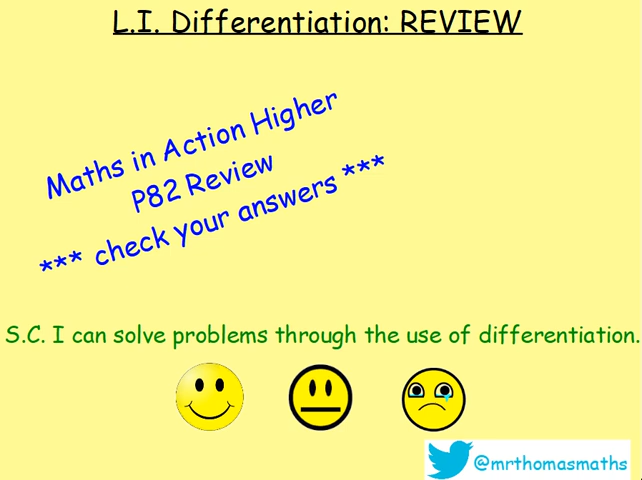 L.I. Differentiation: REVIEW
Maths in Action Higher
P82 Review
*** check your answers ***
S.C. I can solve problems through the use of differentiation.
@mrthomasmaths